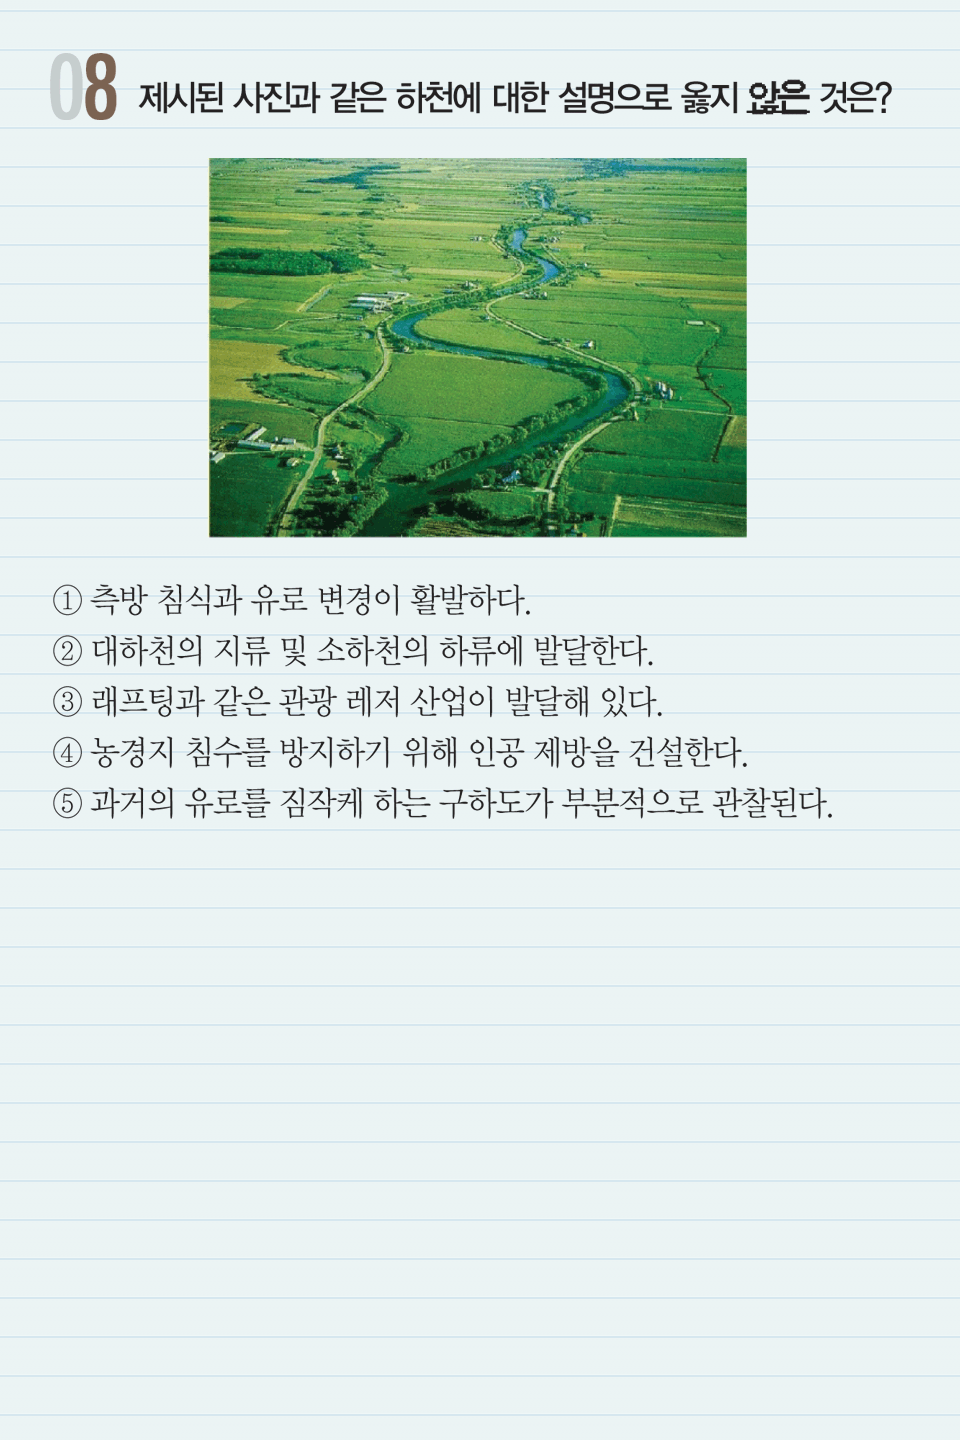 08 제시된 사진과 같은 하천에 대한 설명으로 옳지 않은 것은?
① 측방 침식과 유로 변경이 활발하다.
② 대하천의 지류 및 소하천의 하류에 발달한다.
③ 래프팅과 같은 관광 레저 산업이 발달해 있다.
④ 농경지 침수를 방지하기 위해 인공 제방을 건설한다.
⑤ 과거의 유로를 짐작케 하는 구하도가 부분적으로 관찰된다.